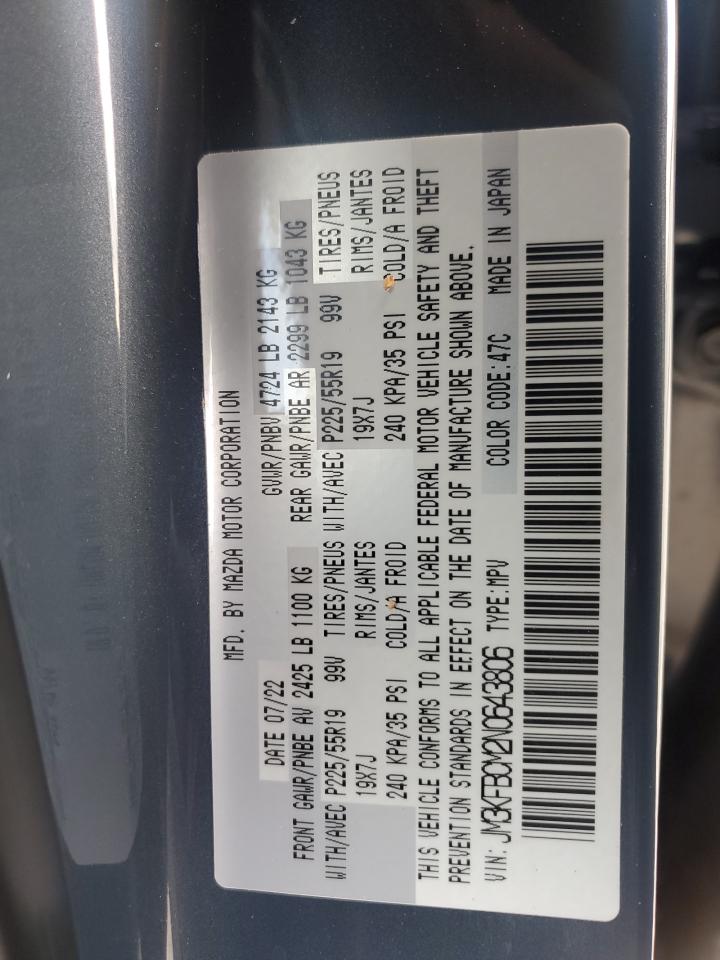 MFD. BY MAZDA MOTOR CORPORATION
DATE 07/22 GVWR/PNBV 4724 LB 2143 KG
FRONT GAWR/PNBE AV 2425 LB 1100 KG REAR GAWR/PNBE AR 2299 LB 1043 KG
WITH/AVEC P225/55R19 99V TIRES/PNEUS WITH/AVEC P225/55R19 99V TIRES/PNEUS
19X7J RIMS/JANTES 19X7J RIMS/JANTES
240 KPA/35 PSI COLD/A FROID 240 KPA/35 PSI COLD/A FROID
THIS VEHICLE CONFORMS TO ALL APPLICABLE FEDERAL MOTOR VEHICLE SAFETY AND THEFT
PREVENTION STANDARDS IN EFFECT ON THE DATE OF MANUFACTURE SHOWN ABOVE.
VIN: JM3KFBCM2N0643806 TYPE:MPV COLOR CODE:47C MADE IN JAPAN